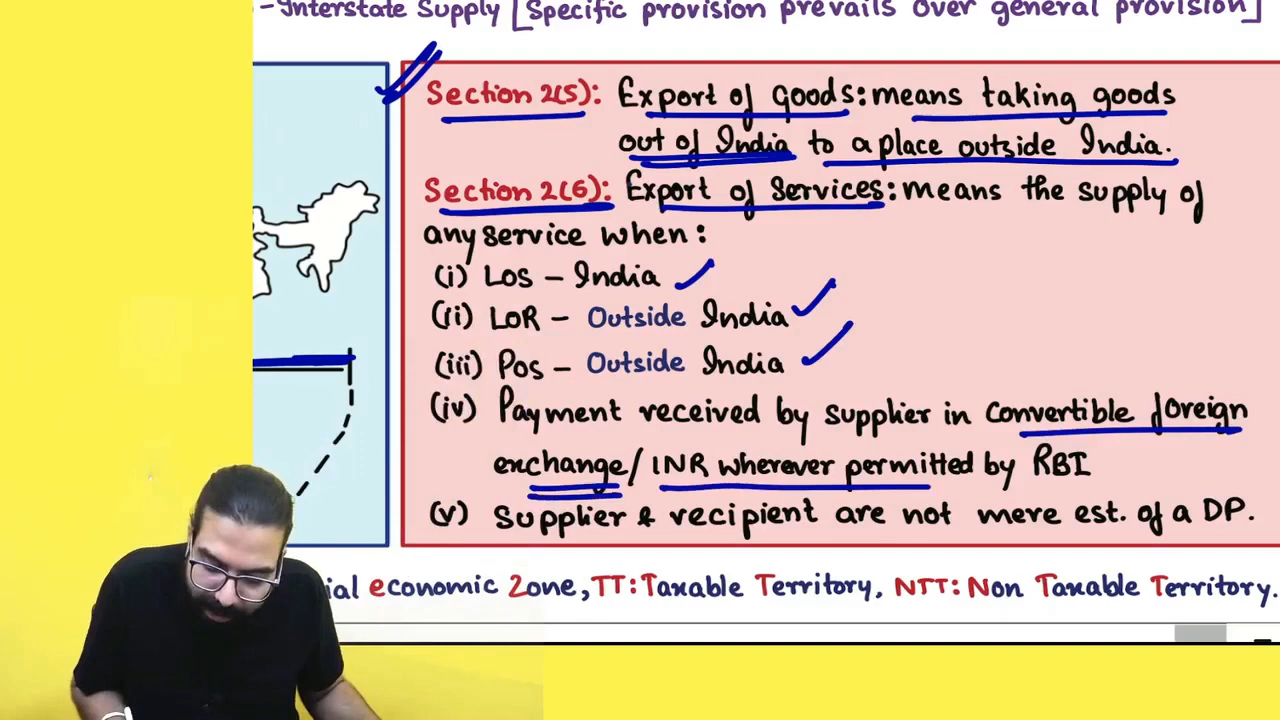 -Interstate Supply [Specific provision prevails over general provision]
Section 2(5): Export of Goods: means taking goods
out of India to a place outside India.
Section 2(6): Export of Services: means the supply of
any service when:
(i) LOS - India
(ii) LOR - Outside India
(iii) POS - Outside India
(iv) Payment received by supplier in convertible foreign
exchange/ INR wherever permitted by RBI
(v) Supplier & recipient are not mere est. of a DP.
economic Zone, TT: Taxable Territory, NTT: Non Taxable Territory.